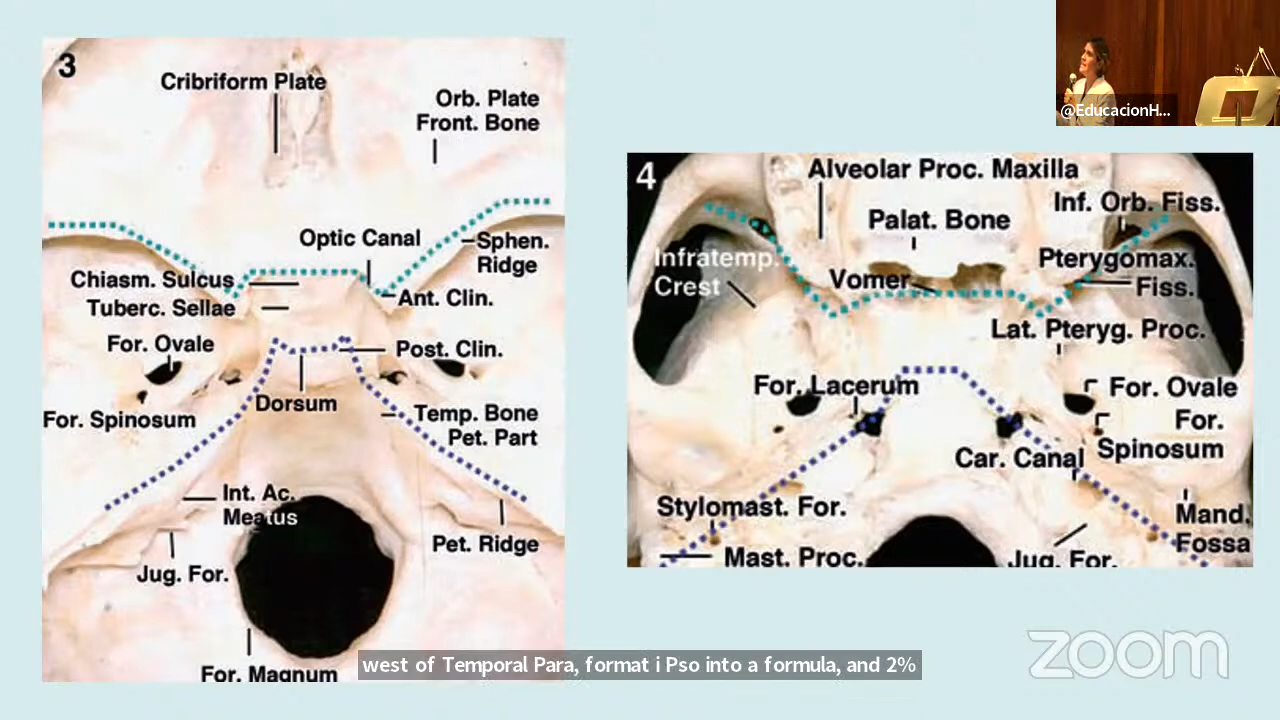 3
Cribriform Plate
Orb. Plate
Front. Bone
Optic Canal
Sphen.
Ridge
Chiasm. Sulcus
Tuberc. Sellae
Ant. Clin.
For. Ovale
Post. Clin.
For. Spinosum
Dorsum
Temp. Bone
Pet. Part
Int. Ac.
Meatus
Pet. Ridge
Jug. For.
For. Magnum
4
Alveolar Proc. Maxilla
Inf. Orb. Fiss.
Palat. Bone
Infratemp.
Crest
Vomer
Pterygomax.
Fiss.
Lat. Pteryg. Proc.
For. Lacerum
For. Ovale
For.
Spinosum
Car. Canal
Stylomast. For.
Mand.
Fossa
Mast. Proc.
Jug. For.
@EducacionH...
west of Temporal Para, format i Pso into a formula, and 2%
zoom